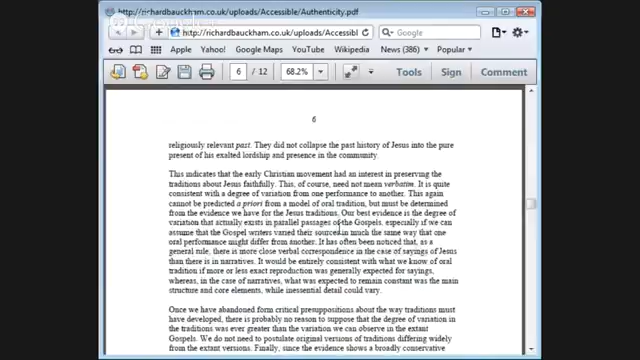 http://richardbauckham.co.uk/uploads/Accessible/Authenticity.pdf
http://richardbauckham.co.uk/uploads/Accessibl
Google
Apple Yahoo! Google Maps YouTube Wikipedia News (386) Popular
6 / 12 68.2% Tools Sign Comment
6
religiously relevant past. They did not collapse the past history of Jesus into the pure
present of his exalted lordship and presence in the community.
This indicates that the early Christian movement had an interest in preserving the
traditions about Jesus faithfully. This, of course, need not mean verbatim. It is quite
consistent with a degree of variation from one performance to another. This again
cannot be predicted a priori from a model of oral tradition, but must be determined
from the evidence we have for the Jesus traditions. Our best evidence is the degree of
variation that actually exists in parallel passages of the Gospels, especially if we can
assume that the Gospel writers varied their sources in much the same way that one
oral performance might differ from another. It has often been noticed that, as a
general rule, there is more close verbal correspondence in the case of sayings of Jesus
than there is in narratives. It would be entirely consistent with what we know of oral
tradition if more or less exact reproduction was generally expected for sayings,
whereas, in the case of narratives, what was expected to remain constant was the main
structure and core elements, while inessential detail could vary.
Once we have abandoned form critical presuppositions about the way traditions must
have developed, there is probably no reason to suppose that the degree of variation in
the traditions was ever greater than the variation we can observe in the extant
Gospels. We do not need to postulate original versions of traditions differing widely
from the extant versions. Finally, since the evidence shows a broadly conservative